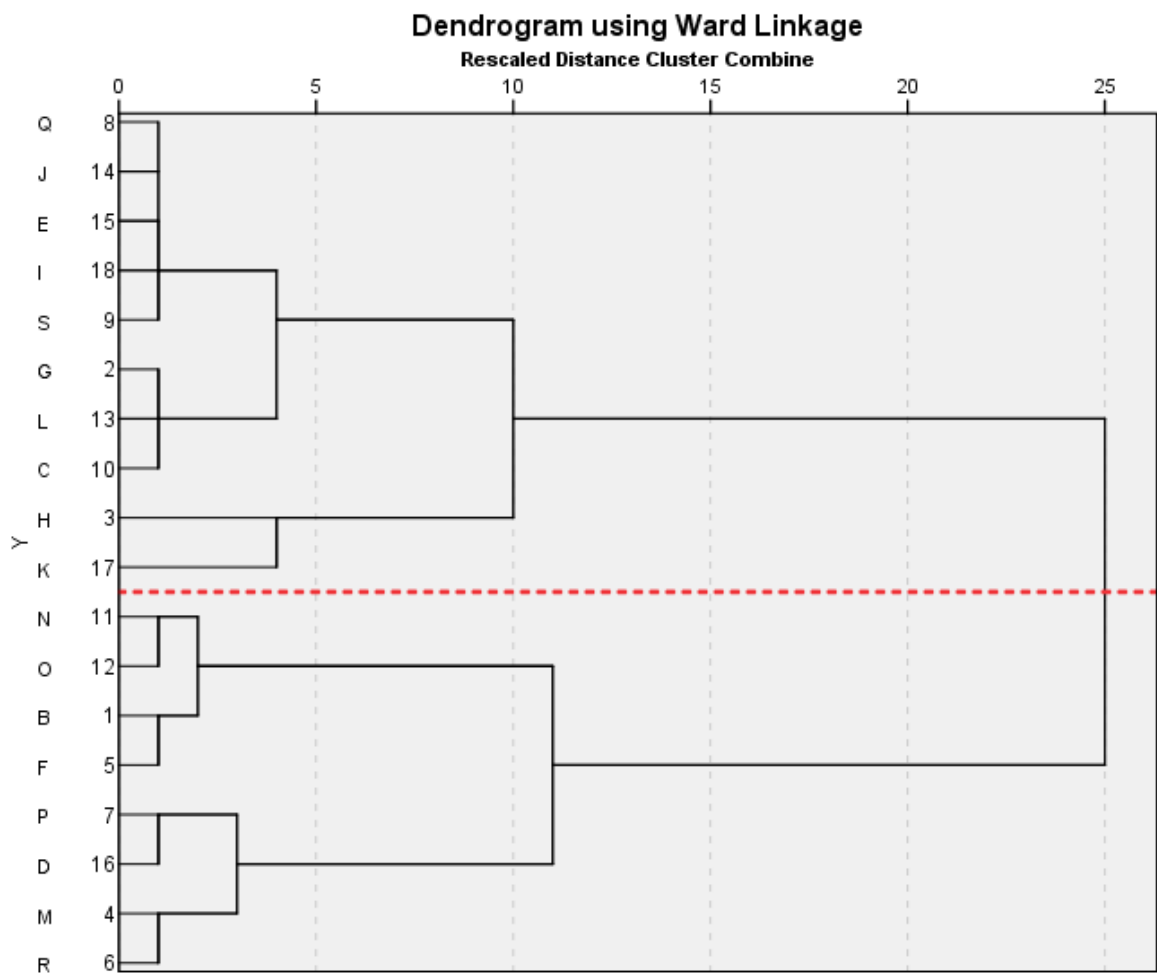 Dendrogram using Ward Linkage
Rescaled Distance Cluster Combine
0 5 10 15 20 25
Q 8
J 14
E 15
I 18
S 9
G 2
L 13
C 10
H 3
Y
K 17
N 11
O 12
B 1
F 5
P 7
D 16
M 4
R 6